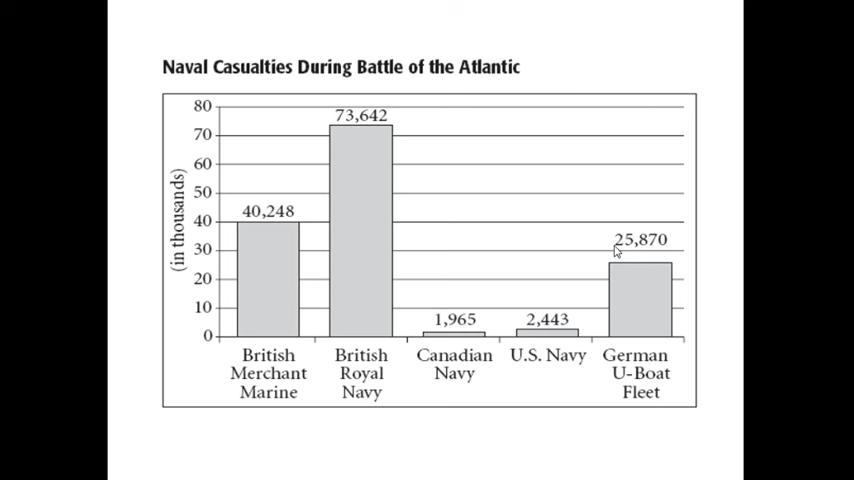 Naval Casualties During Battle of the Atlantic
80
70
60
50
40
30
20
10
0
(in thousands)
40,248
73,642
1,965
2,443
25,870
British
Merchant
Marine
British
Royal
Navy
Canadian
Navy
U.S. Navy
German
U-Boat
Fleet